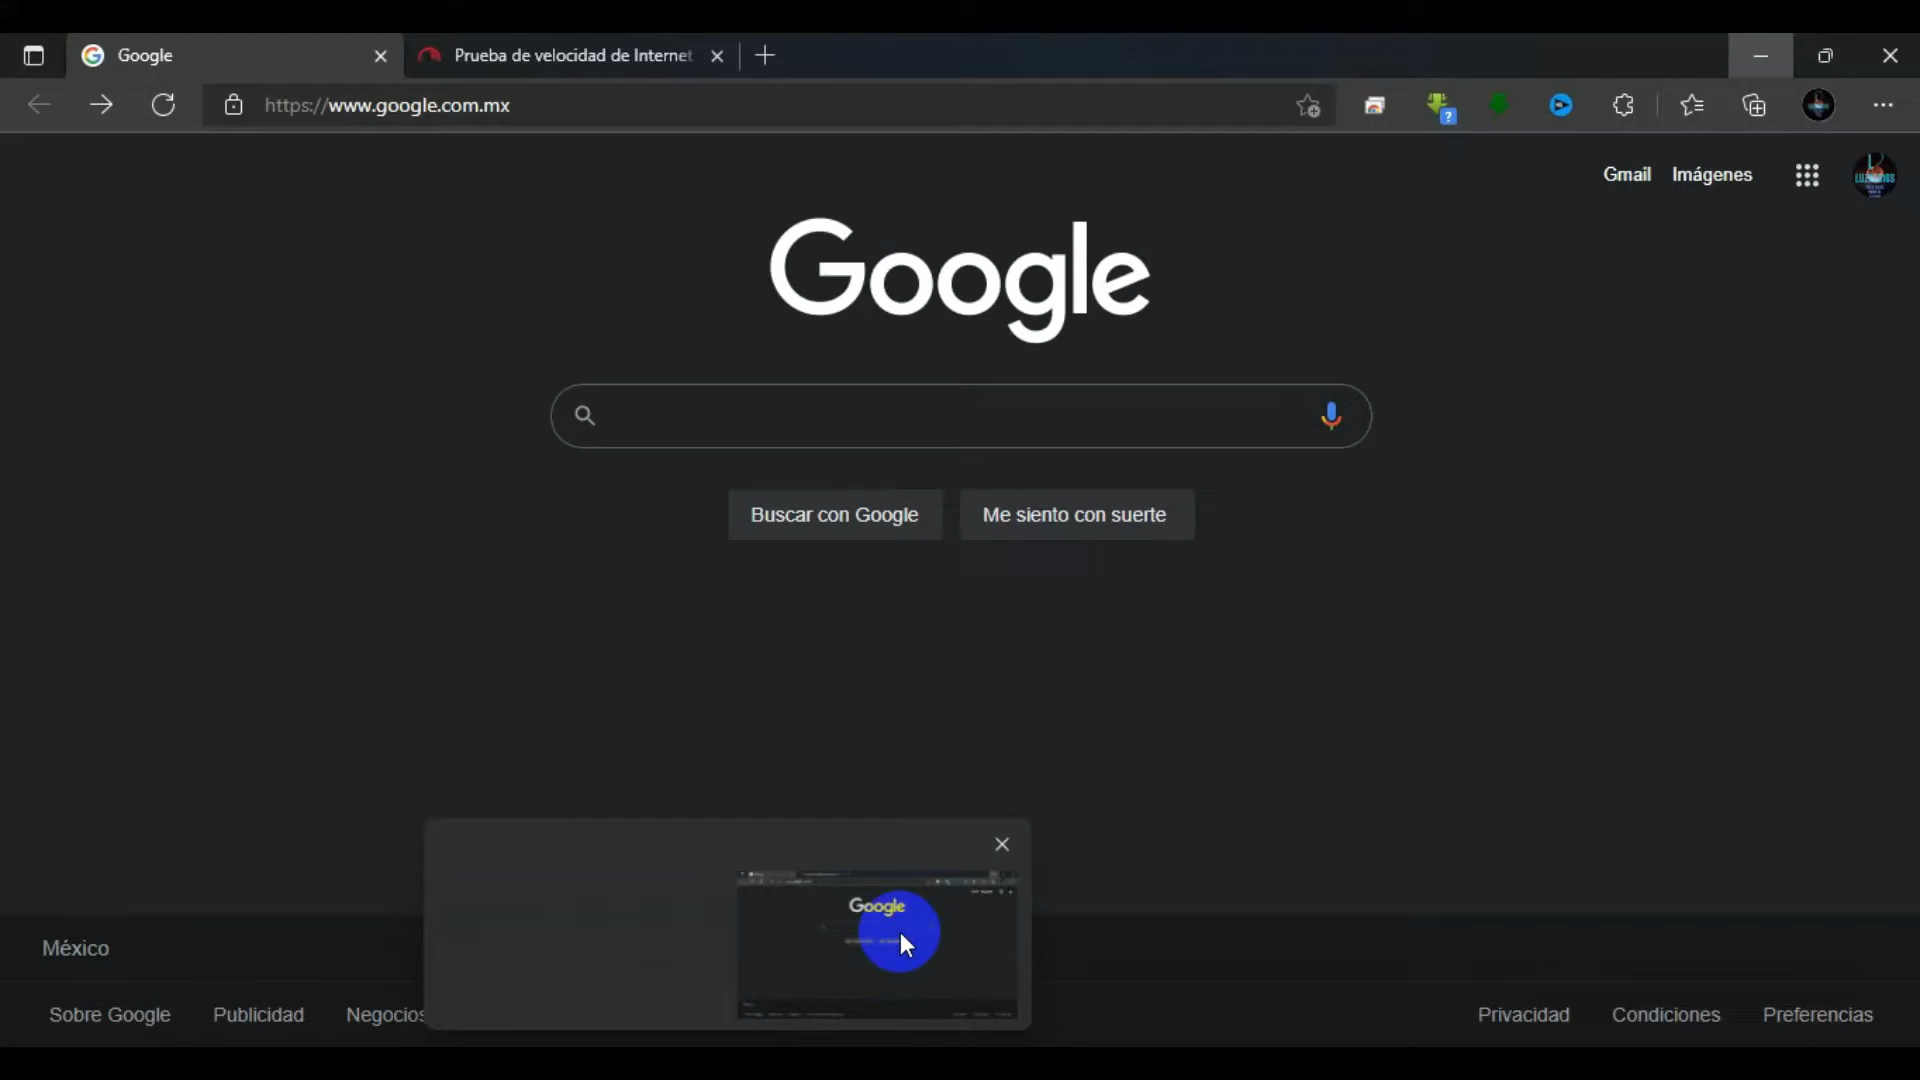 Google
Prueba de velocidad de Internet
https://www.google.com.mx
?
Gmail
Imágenes
Google
Buscar con Google
Me siento con suerte
Google
México
Sobre Google
Publicidad
Negocios
Privacidad
Condiciones
Preferencias